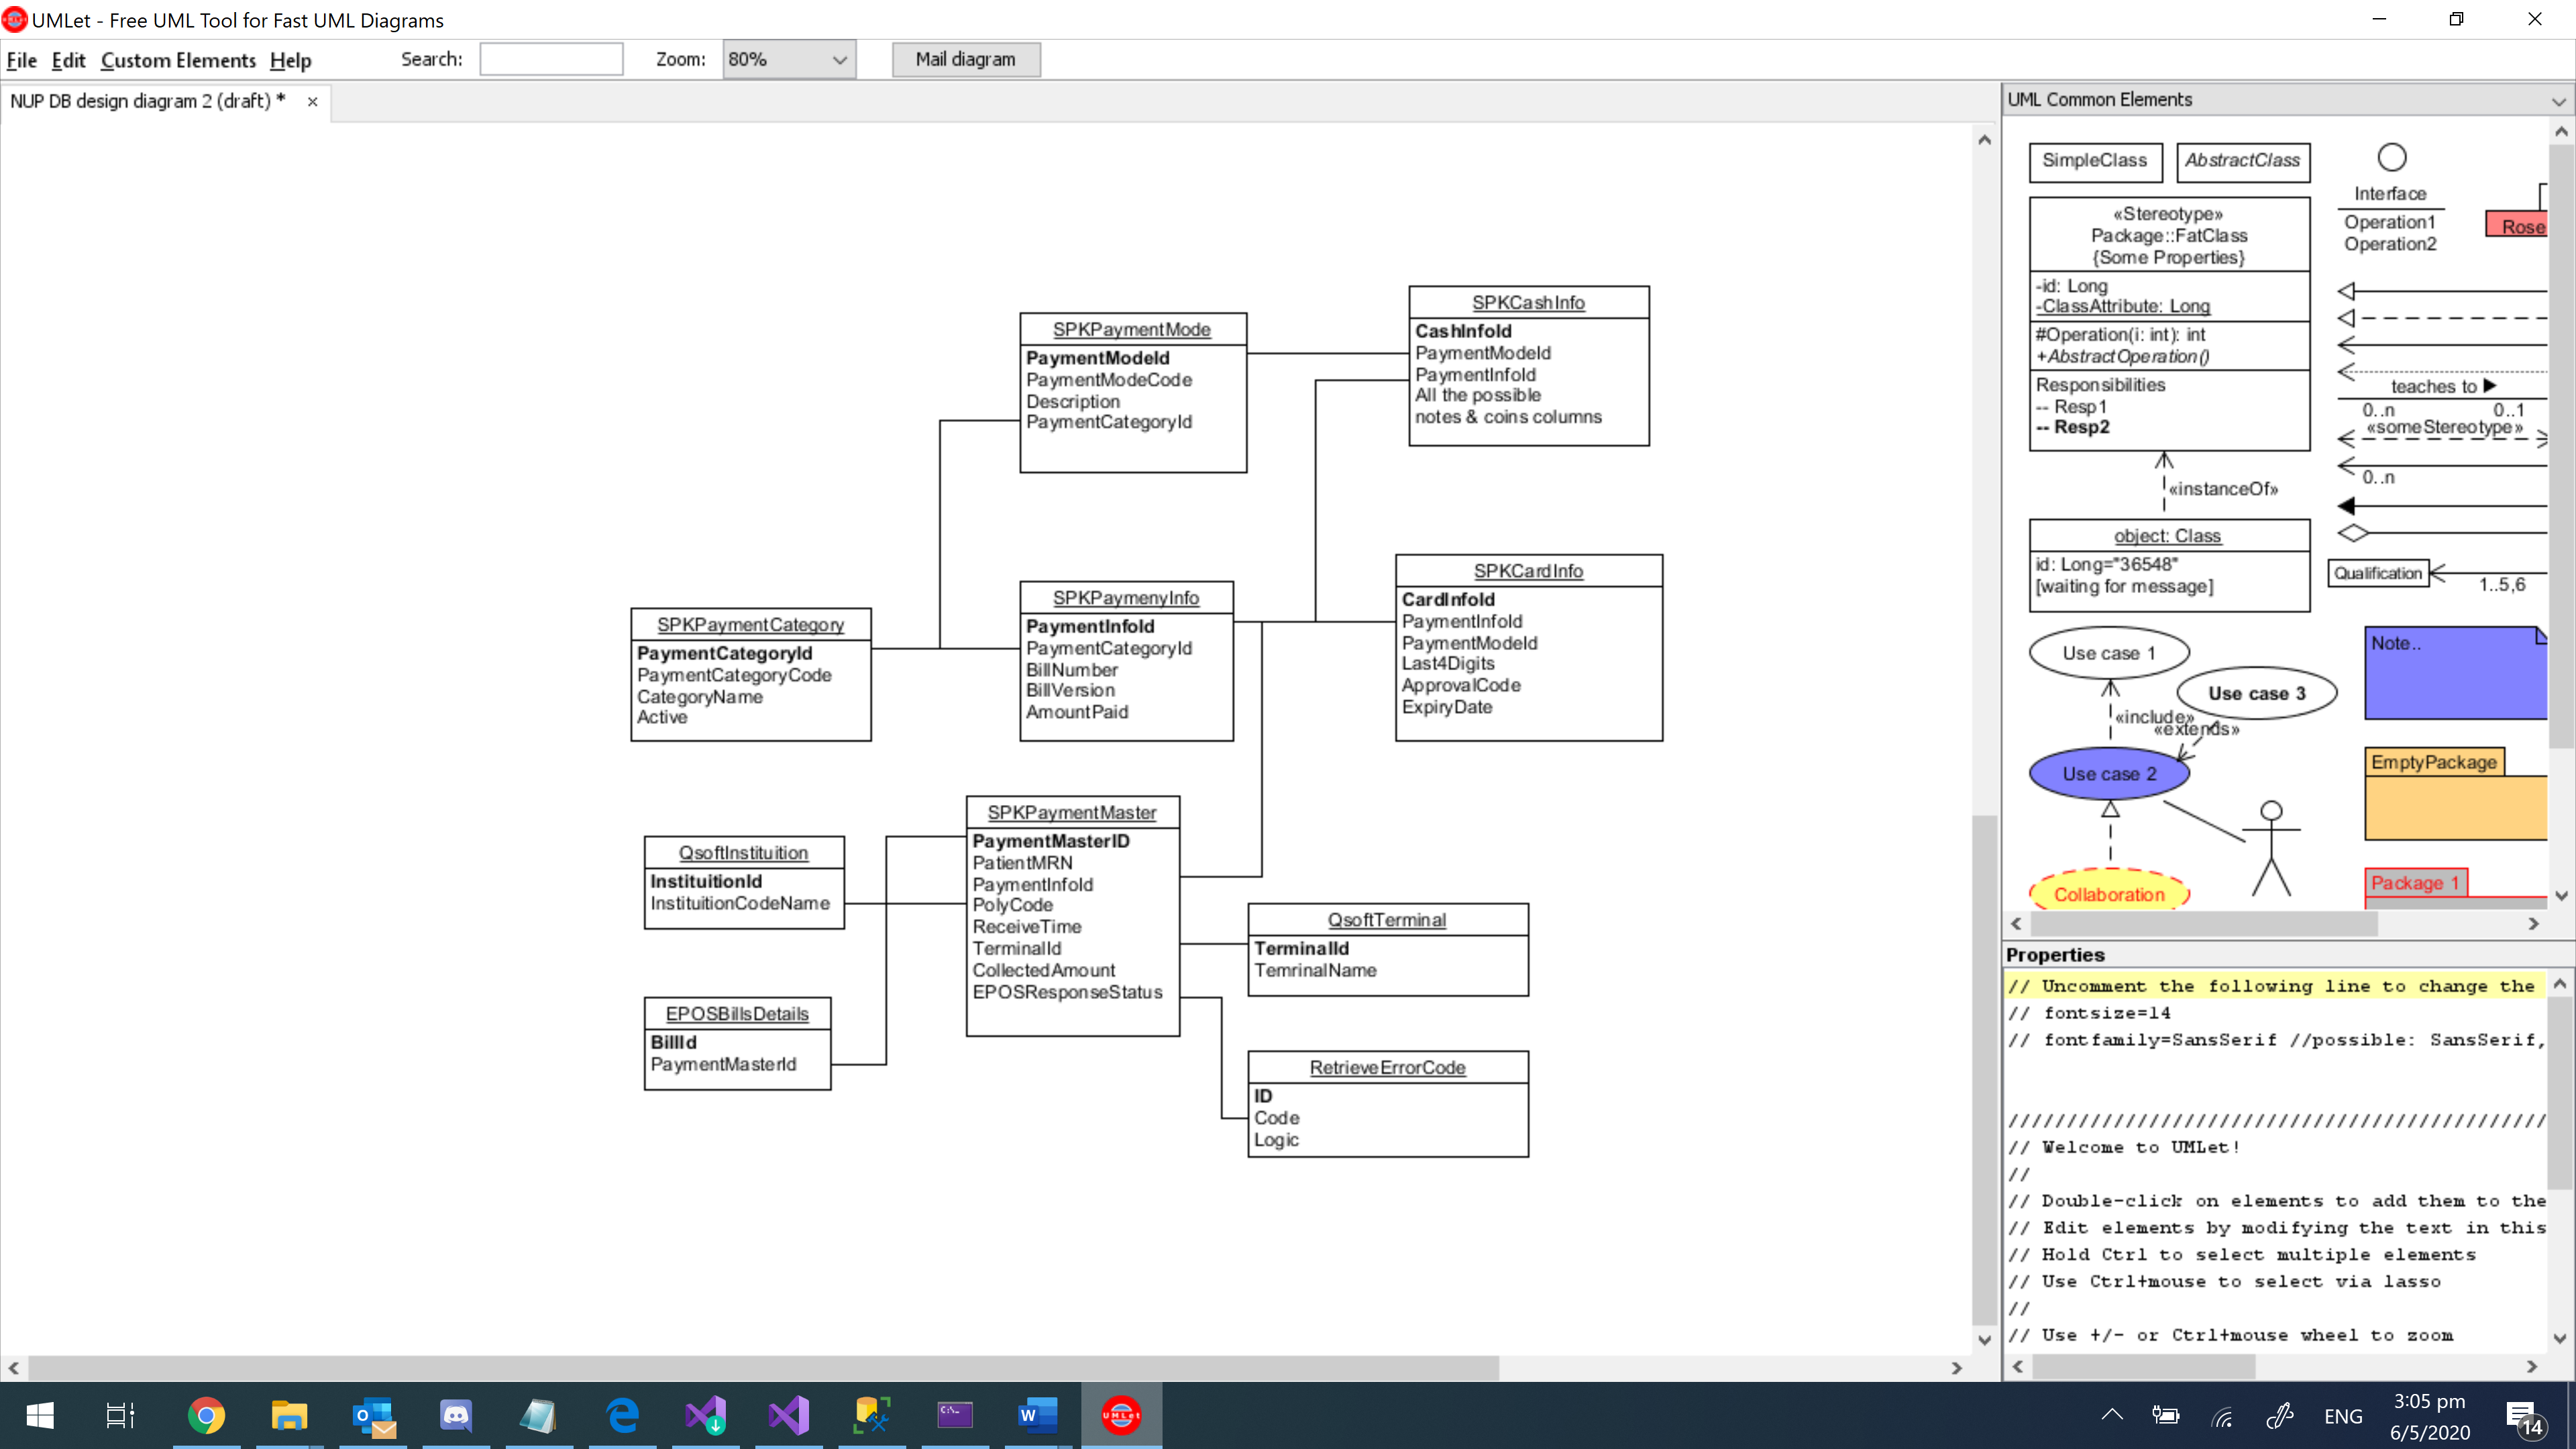 UMLet - Free UML Tool for Fast UML Diagrams
File Edit Custom Elements Help Search: Zoom: 80% Mail diagram
NUP DB design diagram 2 (draft) *
SPKPaymentMode
PaymentModeId
PaymentModeCode
Description
PaymentCategoryId
SPKCashInfo
CashInfoId
PaymentModeId
PaymentInfoId
All the possible
notes & coins columns
SPKPaymentCategory
PaymentCategoryId
PaymentCategoryCode
CategoryName
Active
SPKPaymenyInfo
PaymentInfoId
PaymentCategoryId
BillNumber
BillVersion
AmountPaid
SPKCardInfo
CardInfoId
PaymentInfoId
PaymentModeId
Last4Digits
ApprovalCode
ExpiryDate
QsoftInstituition
InstituitionId
InstituitionCodeName
SPKPaymentMaster
PaymentMasterID
PatientMRN
PaymentInfoId
PolyCode
ReceiveTime
TerminalId
CollectedAmount
EPOSResponseStatus
QsoftTerminal
TerminalId
TemrinalName
EPOSBillsDetails
BillId
PaymentMasterId
RetrieveErrorCode
ID
Code
Logic
UML Common Elements
SimpleClass
AbstractClass
Interface
Operation1
Operation2
Rose
«Stereotype»
Package::FatClass
{Some Properties}
-id: Long
-ClassAttribute: Long
#Operation(i: int): int
+AbstractOperation()
Responsibilities
-- Resp1
-- Resp2
teaches to
0..n 0..1
«someStereotype»
0..n
«instanceOf»
object: Class
id: Long="36548"
[waiting for message]
Qualification
1..5,6
Use case 1
Note..
Use case 3
«include»
«extends»
Use case 2
EmptyPackage
Collaboration
Package 1
Properties
// Uncomment the following line to change the
// fontsize=14
// fontfamily=SansSerif //possible: SansSerif,
////////////////////////////////////////////
// Welcome to UMLet!
//
// Double-click on elements to add them to the
// Edit elements by modifying the text in this
// Hold Ctrl to select multiple elements
// Use Ctrl+mouse to select via lasso
//
// Use +/- or Ctrl+mouse wheel to zoom
ENG
3:05 pm
6/5/2020
14